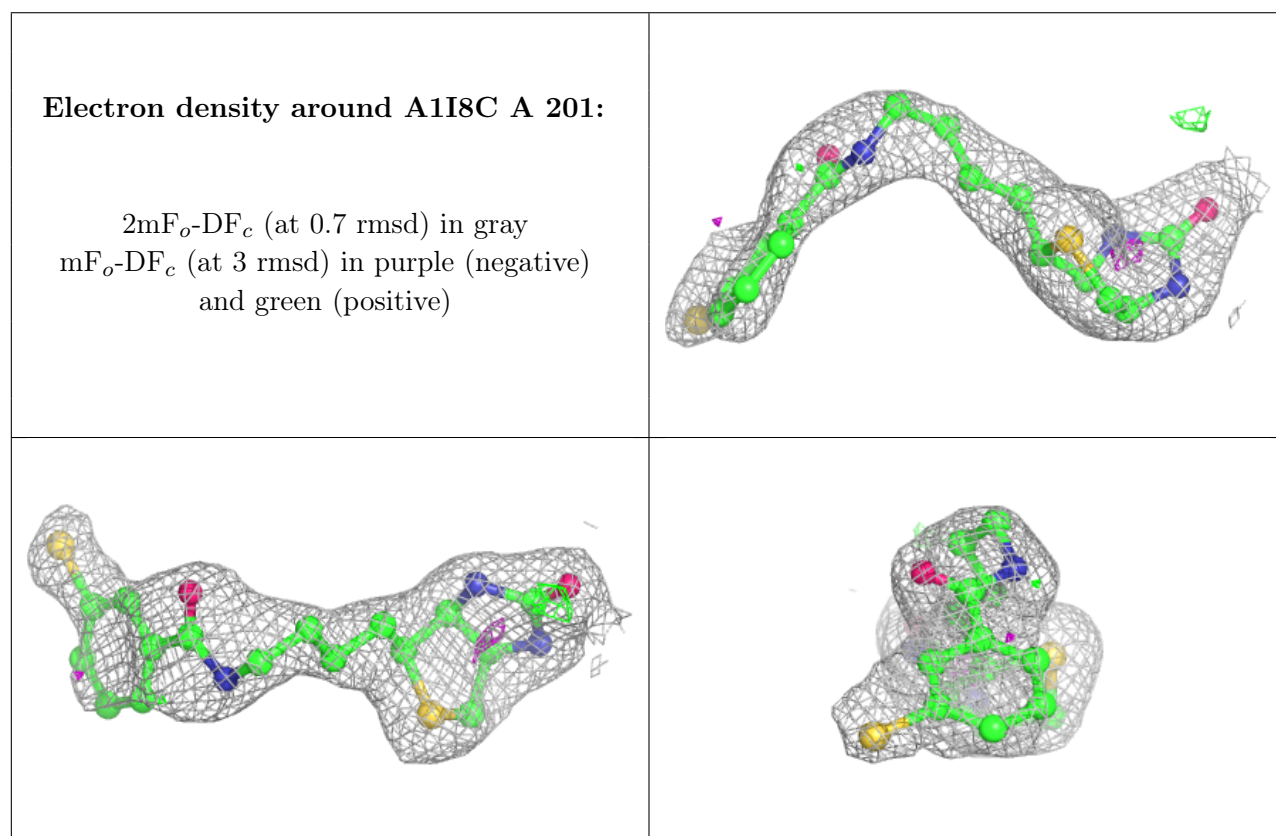 Electron density around A1I8C A 201:
2mFo-DFc (at 0.7 rmsd) in gray
mFo-DFc (at 3 rmsd) in purple (negative)
and green (positive)